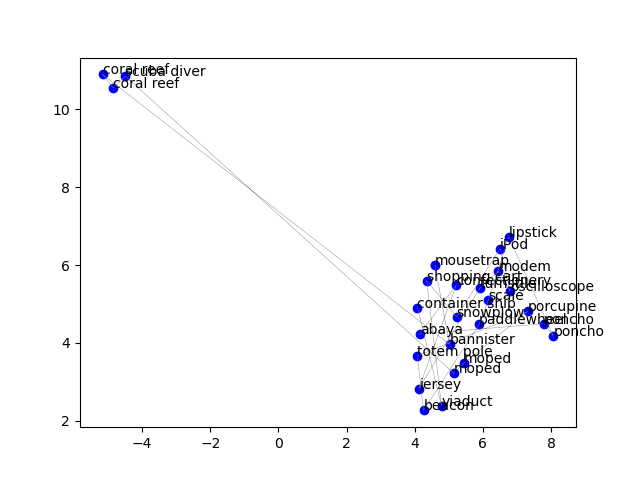 coral reef
scuba diver
coral reef
10
8
lipstick
iPod
6
mousetrap
modem
shopping cart
confectionery
oscilloscope
scale
container ship
porcupine
snowplow
paddlewheel
poncho
4
abaya
poncho
bannister
totem pole
moped
moped
jersey
viaduct
beacon
2
−4
−2
0
2
4
6
8